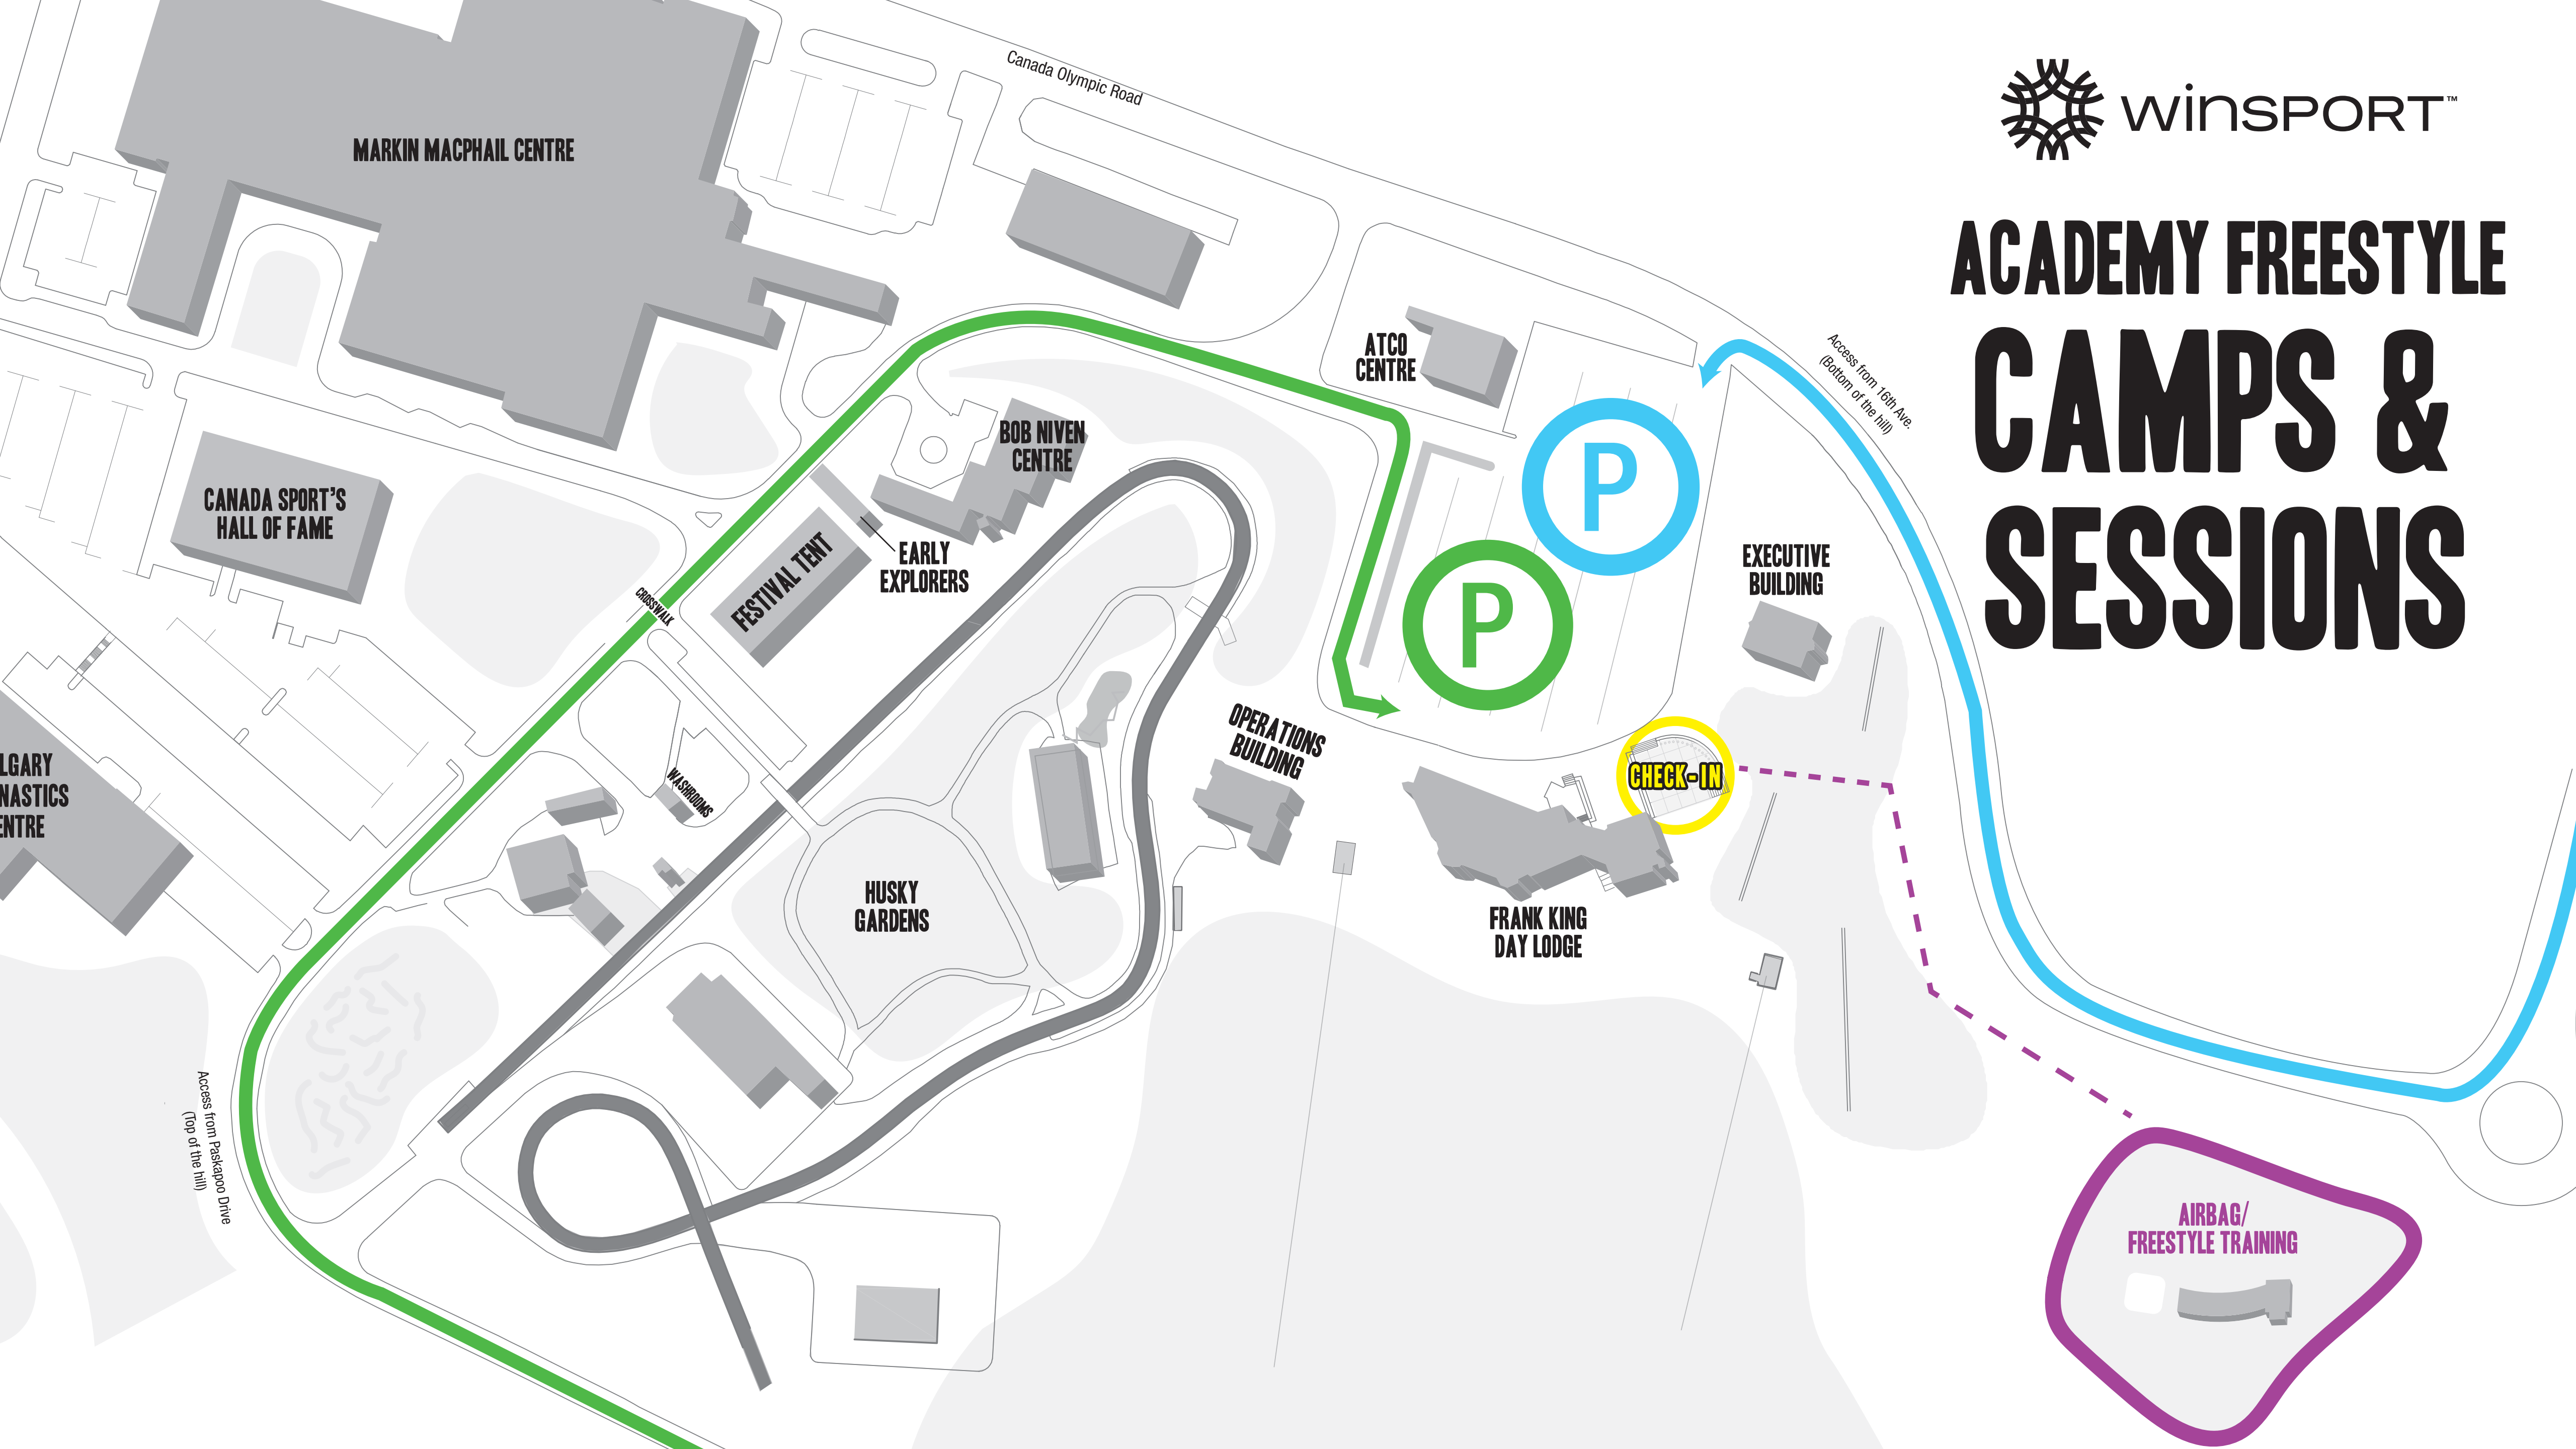 Canada Olympic Road
WINSPORT™
ACADEMY FREESTYLE
CAMPS &
SESSIONS
MARKIN MACPHAIL CENTRE
ATCO
CENTRE
Access from 16th Ave.
(Bottom of the hill)
BOB NIVEN
CENTRE
P
CANADA SPORT'S
HALL OF FAME
FESTIVAL TENT
EARLY
EXPLORERS
P
EXECUTIVE
BUILDING
CROSSWALK
OPERATIONS
BUILDING
CHECK-IN
LGARY
NASTICS
ENTRE
WASHROOMS
HUSKY
GARDENS
FRANK KING
DAY LODGE
Access from Paskapoo Drive
(Top of the hill)
AIRBAG/
FREESTYLE TRAINING